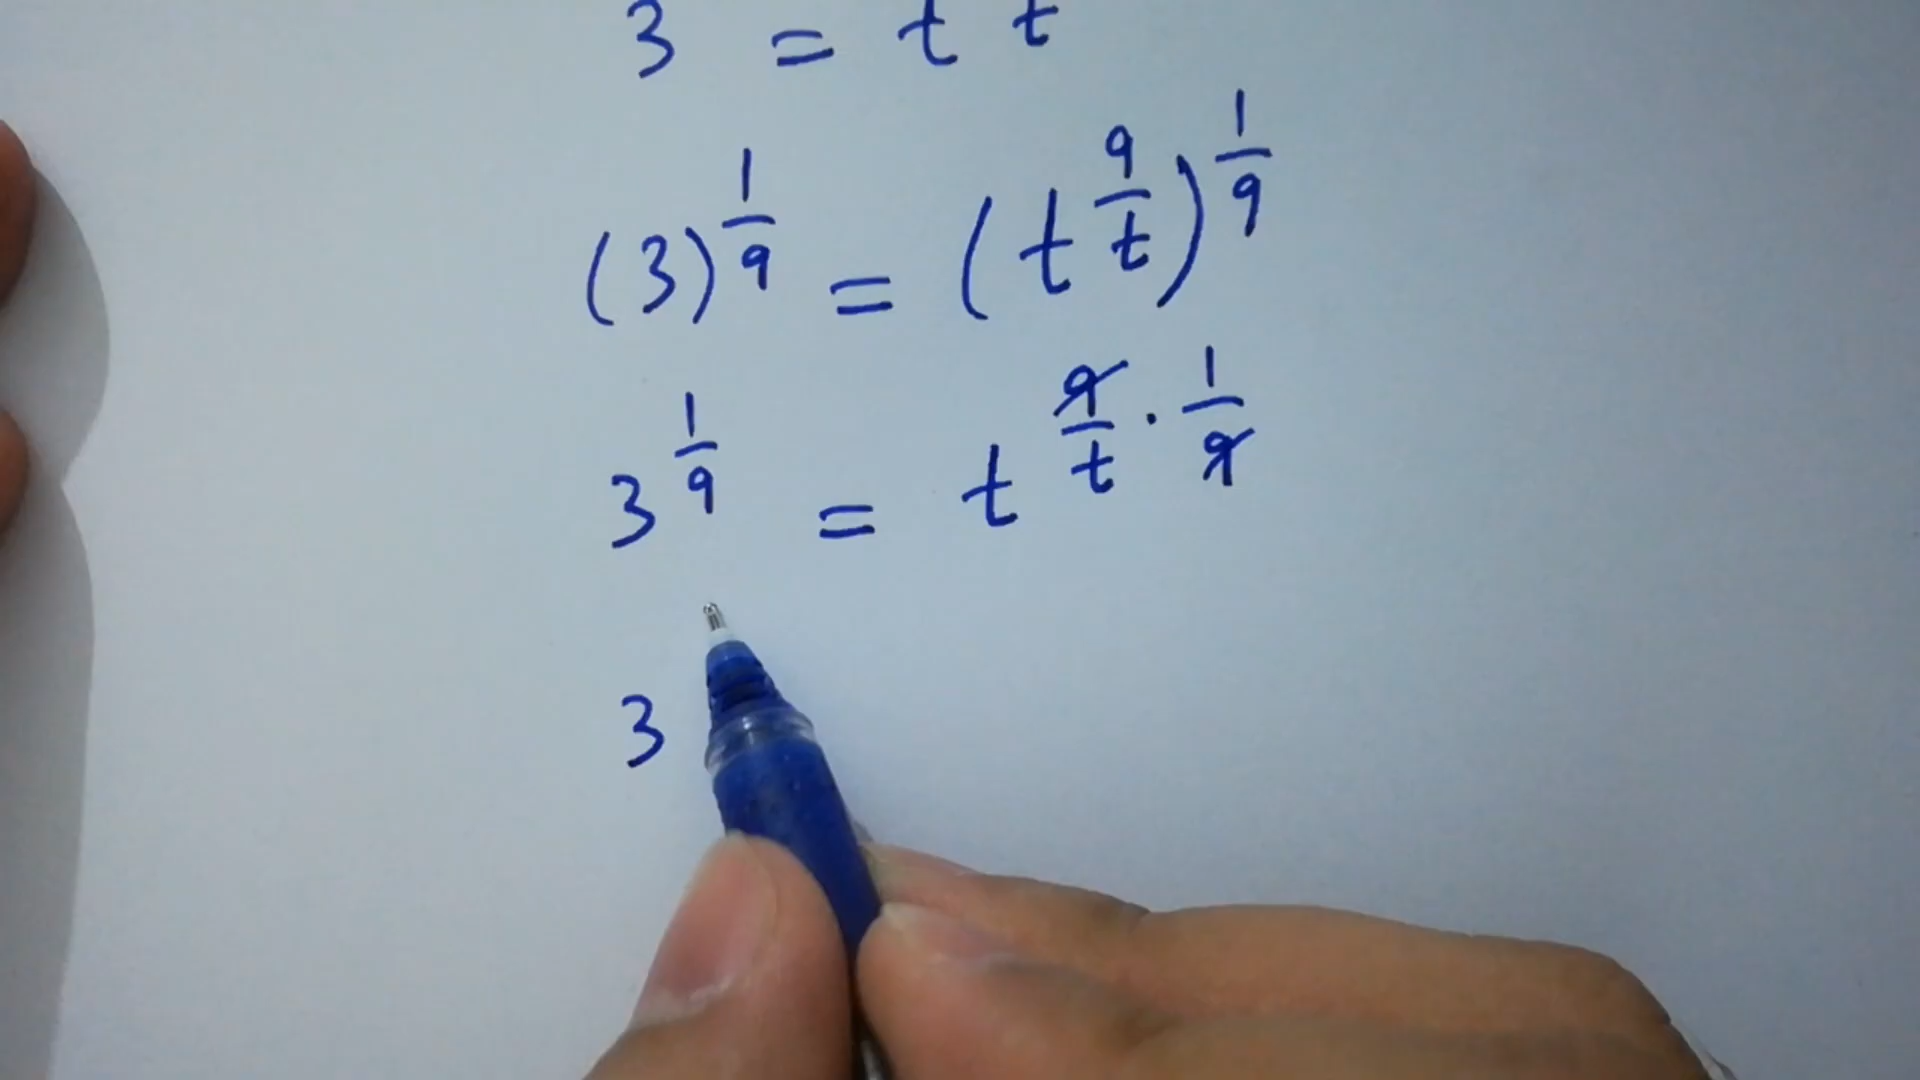 3 = t t
(3)^(1/9) = (t^(9/t))^(1/9)
3^(1/9) = t^(9/t · 1/9)
3